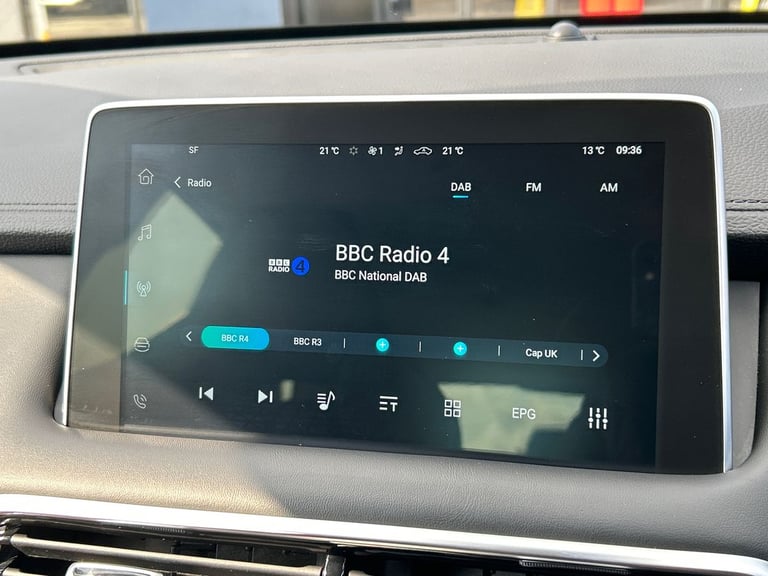 SF 21℃ 1 21℃ 13℃ 09:36
Radio DAB FM AM
BBC RADIO 4
BBC Radio 4
BBC National DAB
BBC R4 BBC R3 Cap UK
EPG